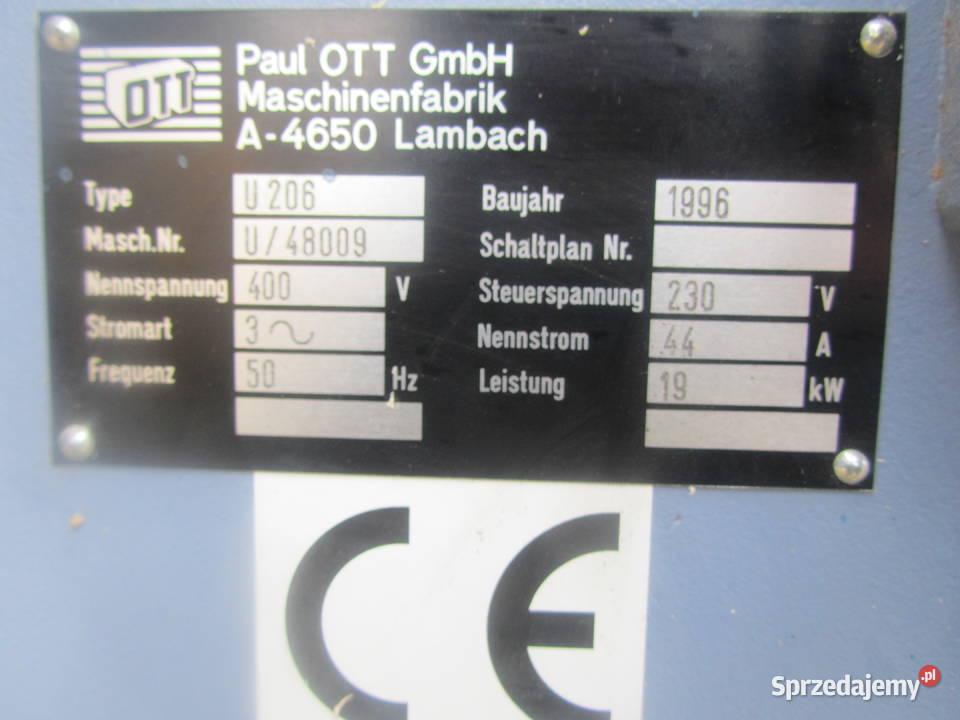 OTT
Paul OTT GmbH
Maschinenfabrik
A-4650 Lambach
Type U 206
Masch.Nr. U/48009
Nennspannung 400 V
Stromart 3~
Frequenz 50 Hz
Baujahr 1996
Schaltplan Nr.
Steuerspannung 230 V
Nennstrom 44 A
Leistung 19 kW
CE
Sprzedajemy.pl